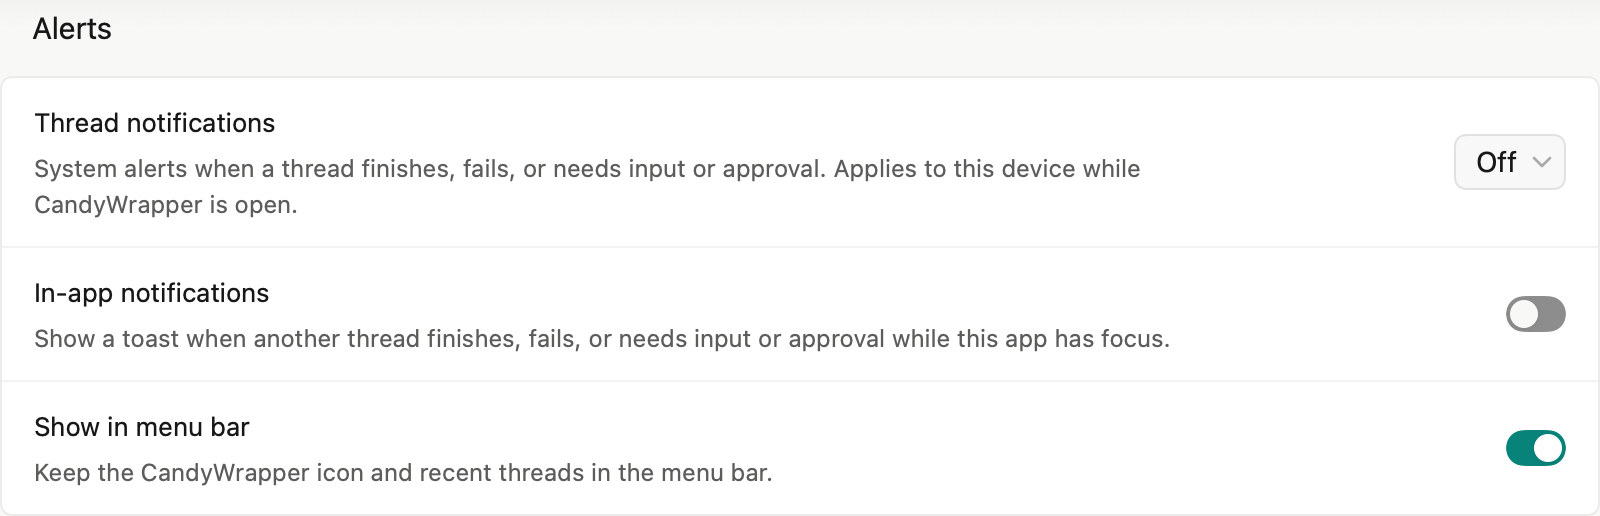 Alerts
Thread notifications
System alerts when a thread finishes, fails, or needs input or approval. Applies to this device while
CandyWrapper is open.
Off
In-app notifications
Show a toast when another thread finishes, fails, or needs input or approval while this app has focus.
Show in menu bar
Keep the CandyWrapper icon and recent threads in the menu bar.